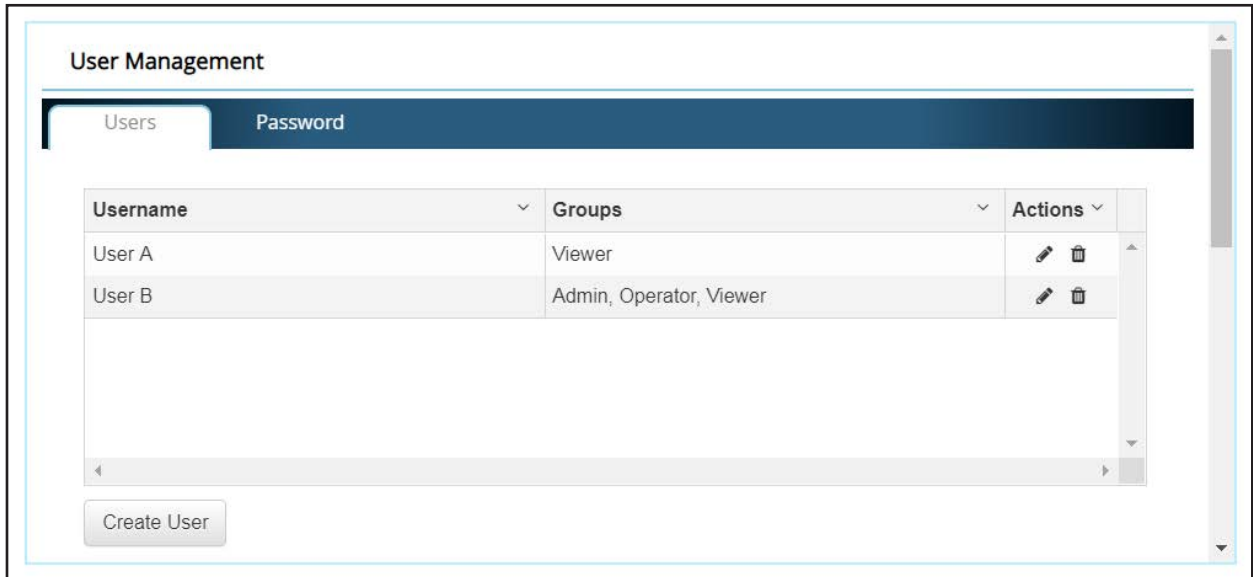 User Management
Users Password
Username Groups Actions
User A Viewer
User B Admin, Operator, Viewer
Create User